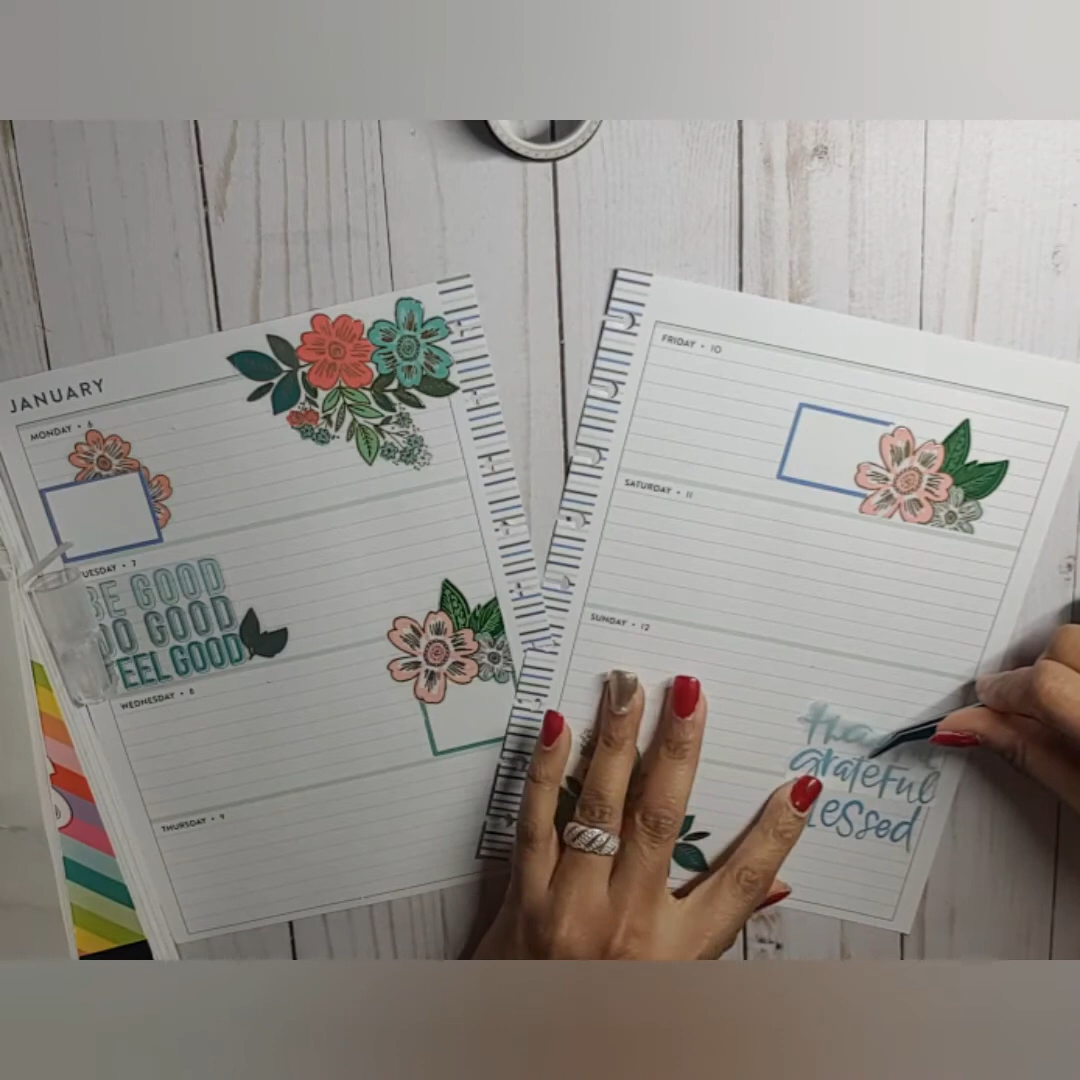 JANUARY
MONDAY • 6
TUESDAY • 7
BE GOOD
DO GOOD
FEEL GOOD
WEDNESDAY • 8
THURSDAY • 9
FRIDAY • 10
SATURDAY • 11
SUNDAY • 12
grateful
blessed